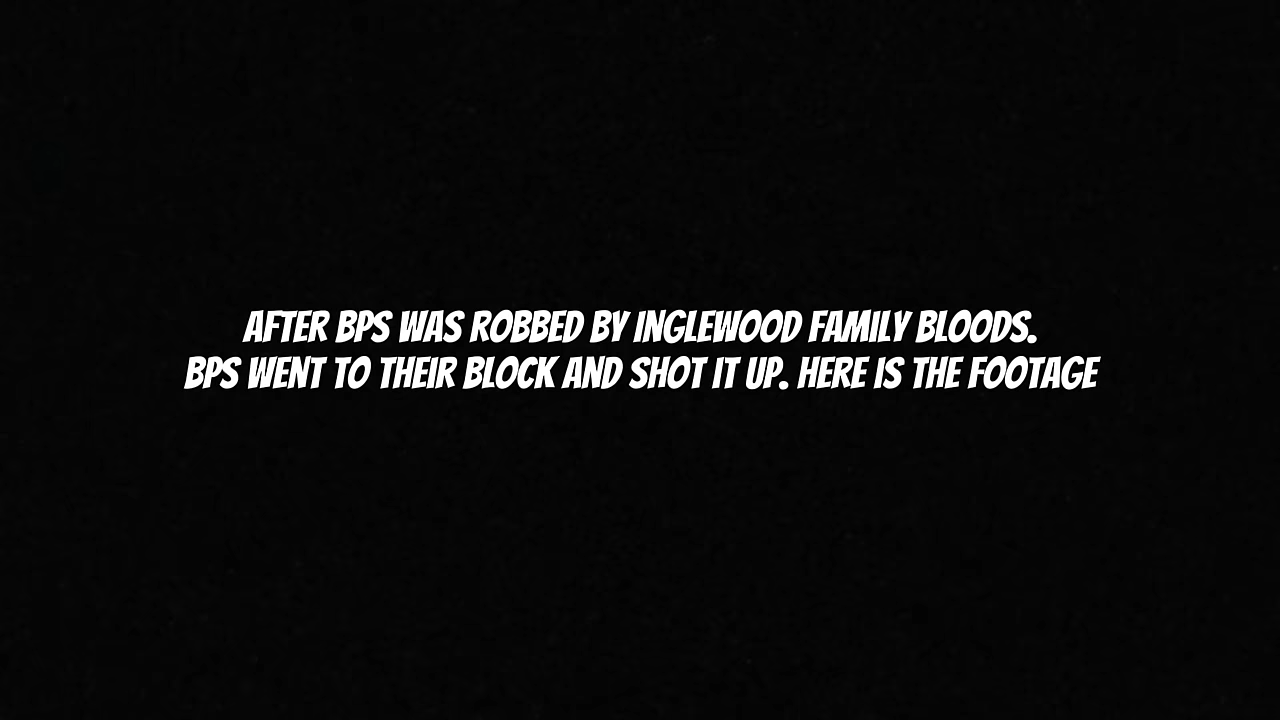 AFTER BPS WAS ROBBED BY INGLEWOOD FAMILY BLOODS.
BPS WENT TO THEIR BLOCK AND SHOT IT UP. HERE IS THE FOOTAGE